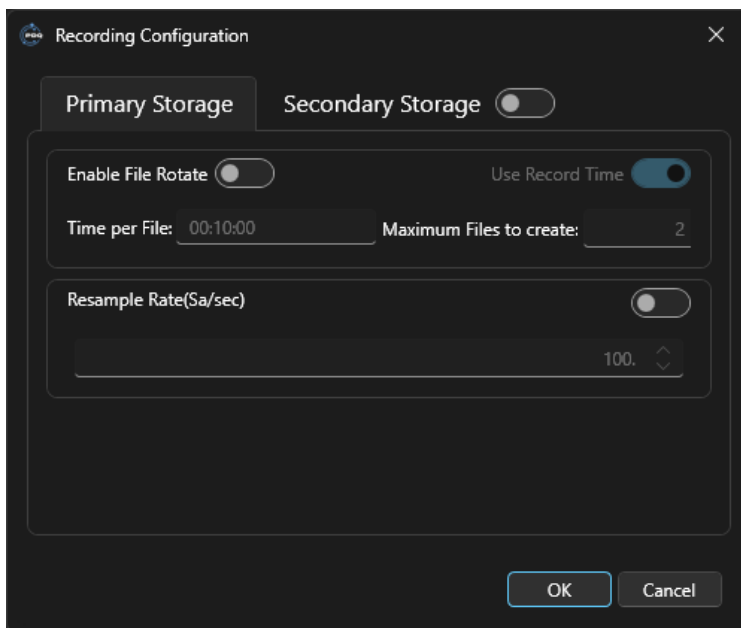 PDQ
Recording Configuration
Primary Storage
Secondary Storage
Enable File Rotate
Use Record Time
Time per File: 00:10:00
Maximum Files to create: 2
Resample Rate(Sa/sec)
100.
OK
Cancel